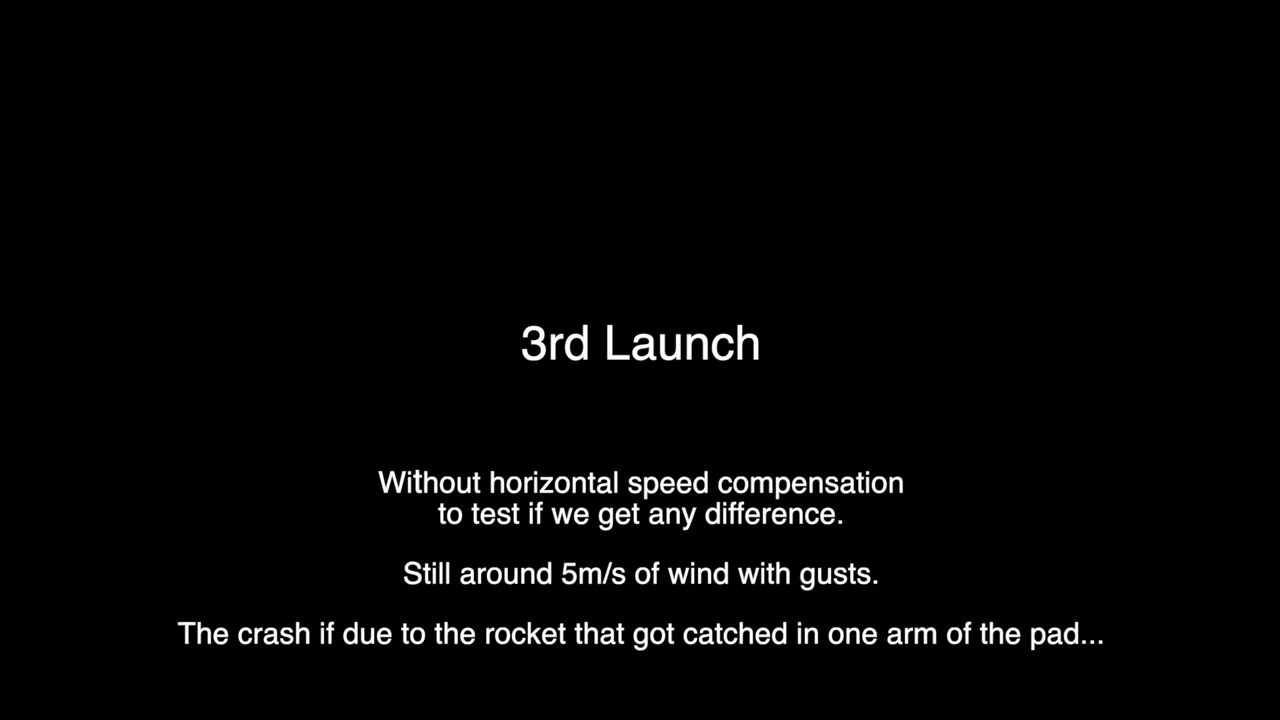 3rd Launch
Without horizontal speed compensation
to test if we get any difference.
Still around 5m/s of wind with gusts.
The crash if due to the rocket that got catched in one arm of the pad...